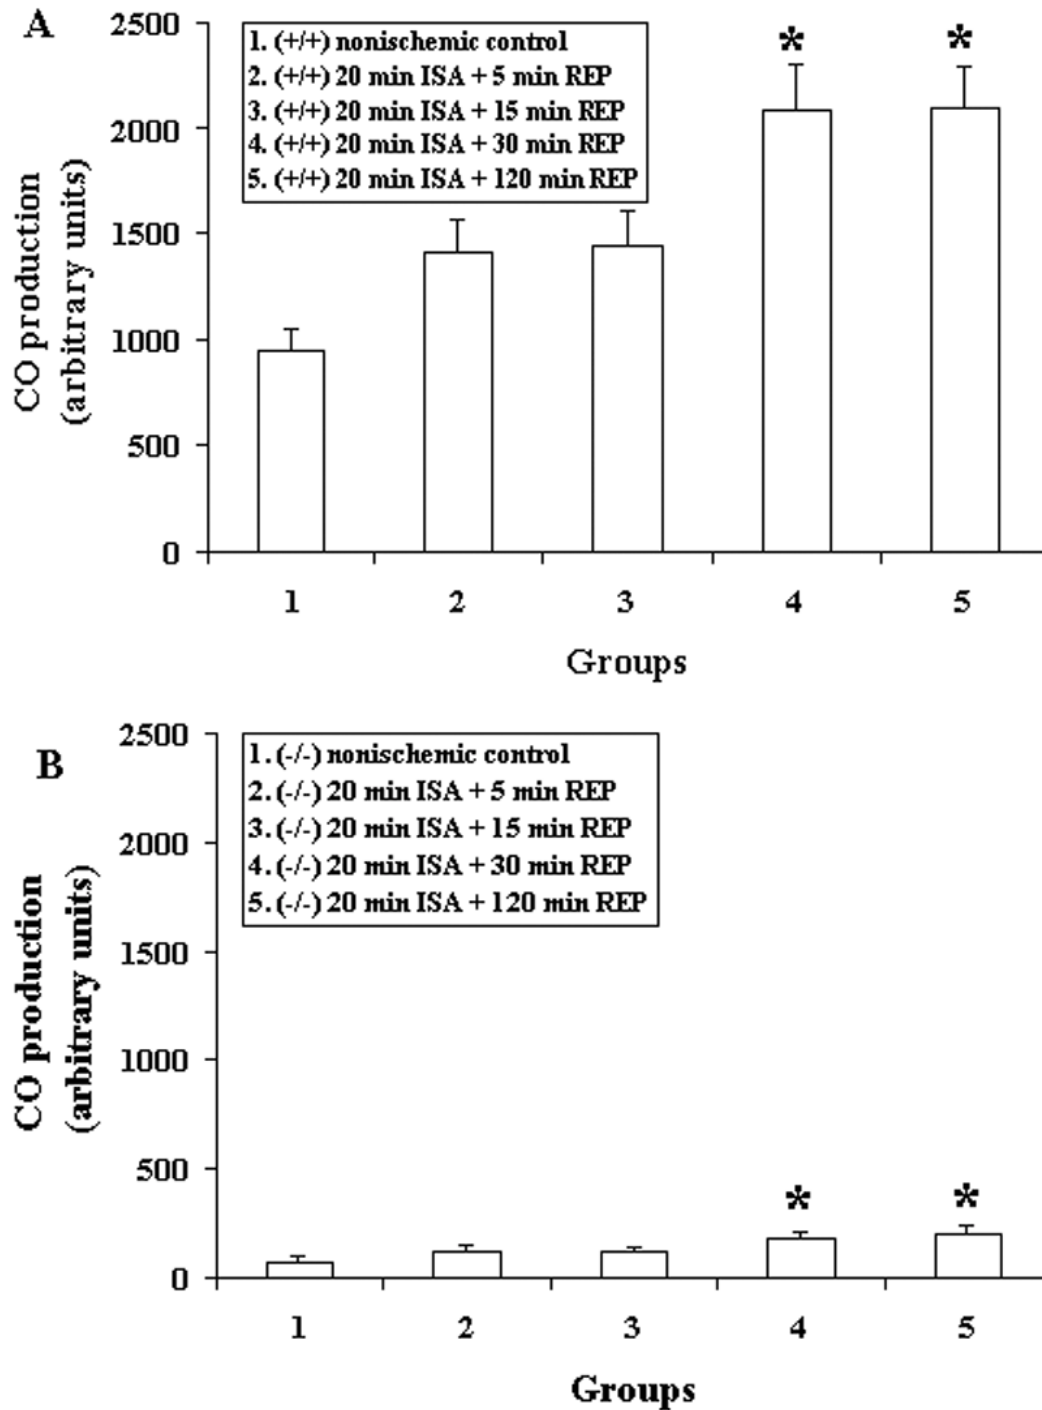 A
2500
2000
1500
1000
500
0
CO production
(arbitrary units)
1. (+/+) nonischemic control
2. (+/+) 20 min ISA + 5 min REP
3. (+/+) 20 min ISA + 15 min REP
4. (+/+) 20 min ISA + 30 min REP
5. (+/+) 20 min ISA + 120 min REP
* *
1 2 3 4 5
Groups
B
2500
2000
1500
1000
500
0
CO production
(arbitrary units)
1. (-/-) nonischemic control
2. (-/-) 20 min ISA + 5 min REP
3. (-/-) 20 min ISA + 15 min REP
4. (-/-) 20 min ISA + 30 min REP
5. (-/-) 20 min ISA + 120 min REP
* *
1 2 3 4 5
Groups